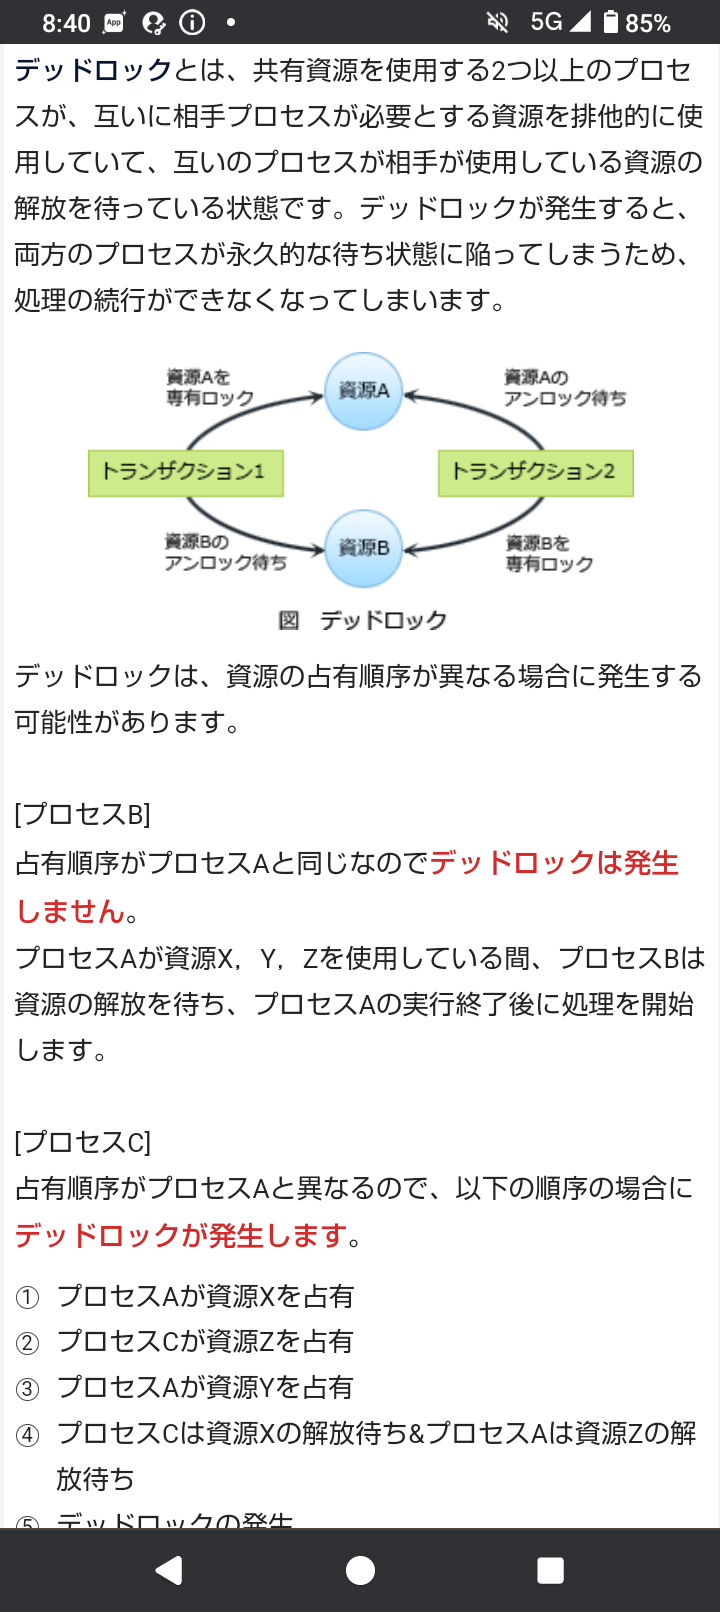 8:40
App
5G
85%
デッドロックとは、共有資源を使用する2つ以上のプロセ
スが、互いに相手プロセスが必要とする資源を排他的に使
用していて、互いのプロセスが相手が使用している資源の
解放を待っている状態です。デッドロックが発生すると、
両方のプロセスが永久的な待ち状態に陥ってしまうため、
処理の続行ができなくなってしまいます。
資源Aを
専有ロック
資源A
資源Aの
アンロック待ち
トランザクション1
トランザクション2
資源Bの
アンロック待ち
資源B
資源Bを
専有ロック
図　デッドロック
デッドロックは、資源の占有順序が異なる場合に発生する
可能性があります。
[プロセスB]
占有順序がプロセスAと同じなのでデッドロックは発生
しません。
プロセスAが資源X，Y，Zを使用している間、プロセスBは
資源の解放を待ち、プロセスAの実行終了後に処理を開始
します。
[プロセスC]
占有順序がプロセスAと異なるので、以下の順序の場合に
デッドロックが発生します。
① プロセスAが資源Xを占有
② プロセスCが資源Zを占有
③ プロセスAが資源Yを占有
④ プロセスCは資源Xの解放待ち&プロセスAは資源Zの解
放待ち
⑤ デッドロックの発生